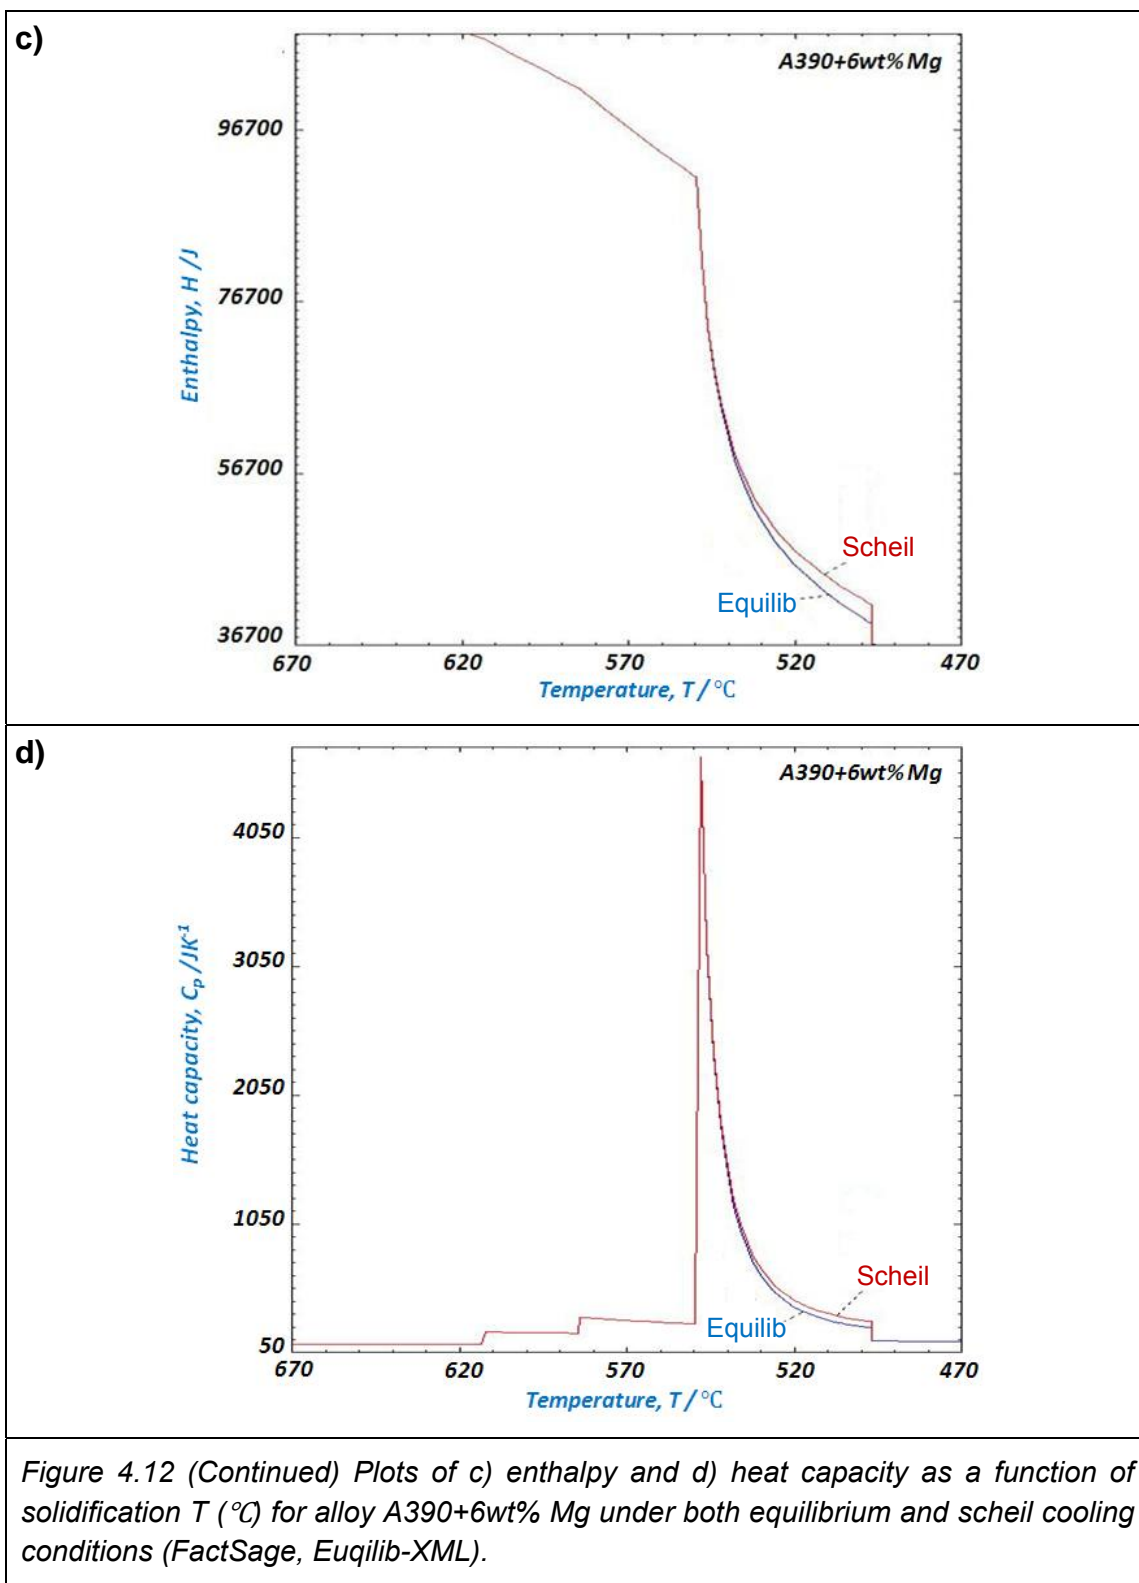 c)
A390+6wt% Mg
96700
76700
56700
36700
Enthalpy, H /J
Scheil
Equilib
670 620 570 520 470
Temperature, T / °C
d)
A390+6wt% Mg
4050
3050
2050
1050
50
Heat capacity, Cp /JK-1
Scheil
Equilib
670 620 570 520 470
Temperature, T / °C
Figure 4.12 (Continued) Plots of c) enthalpy and d) heat capacity as a function of
solidification T (℃) for alloy A390+6wt% Mg under both equilibrium and scheil cooling
conditions (FactSage, Euqilib-XML).